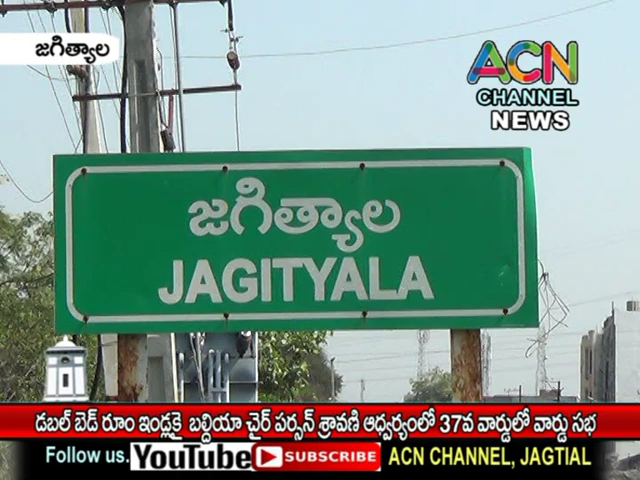 జగిత్యాల
ACN
CHANNEL
NEWS
జగిత్యాల
JAGITYALA
డబల్ బెడ్ రూం ఇండ్లకై బల్దియా చైర్ పర్సన్ శ్రావణి ఆధ్వర్యంలో 37వ వార్డులో వార్డు సభ
Follow us. YouTube SUBSCRIBE ACN CHANNEL, JAGTIAL